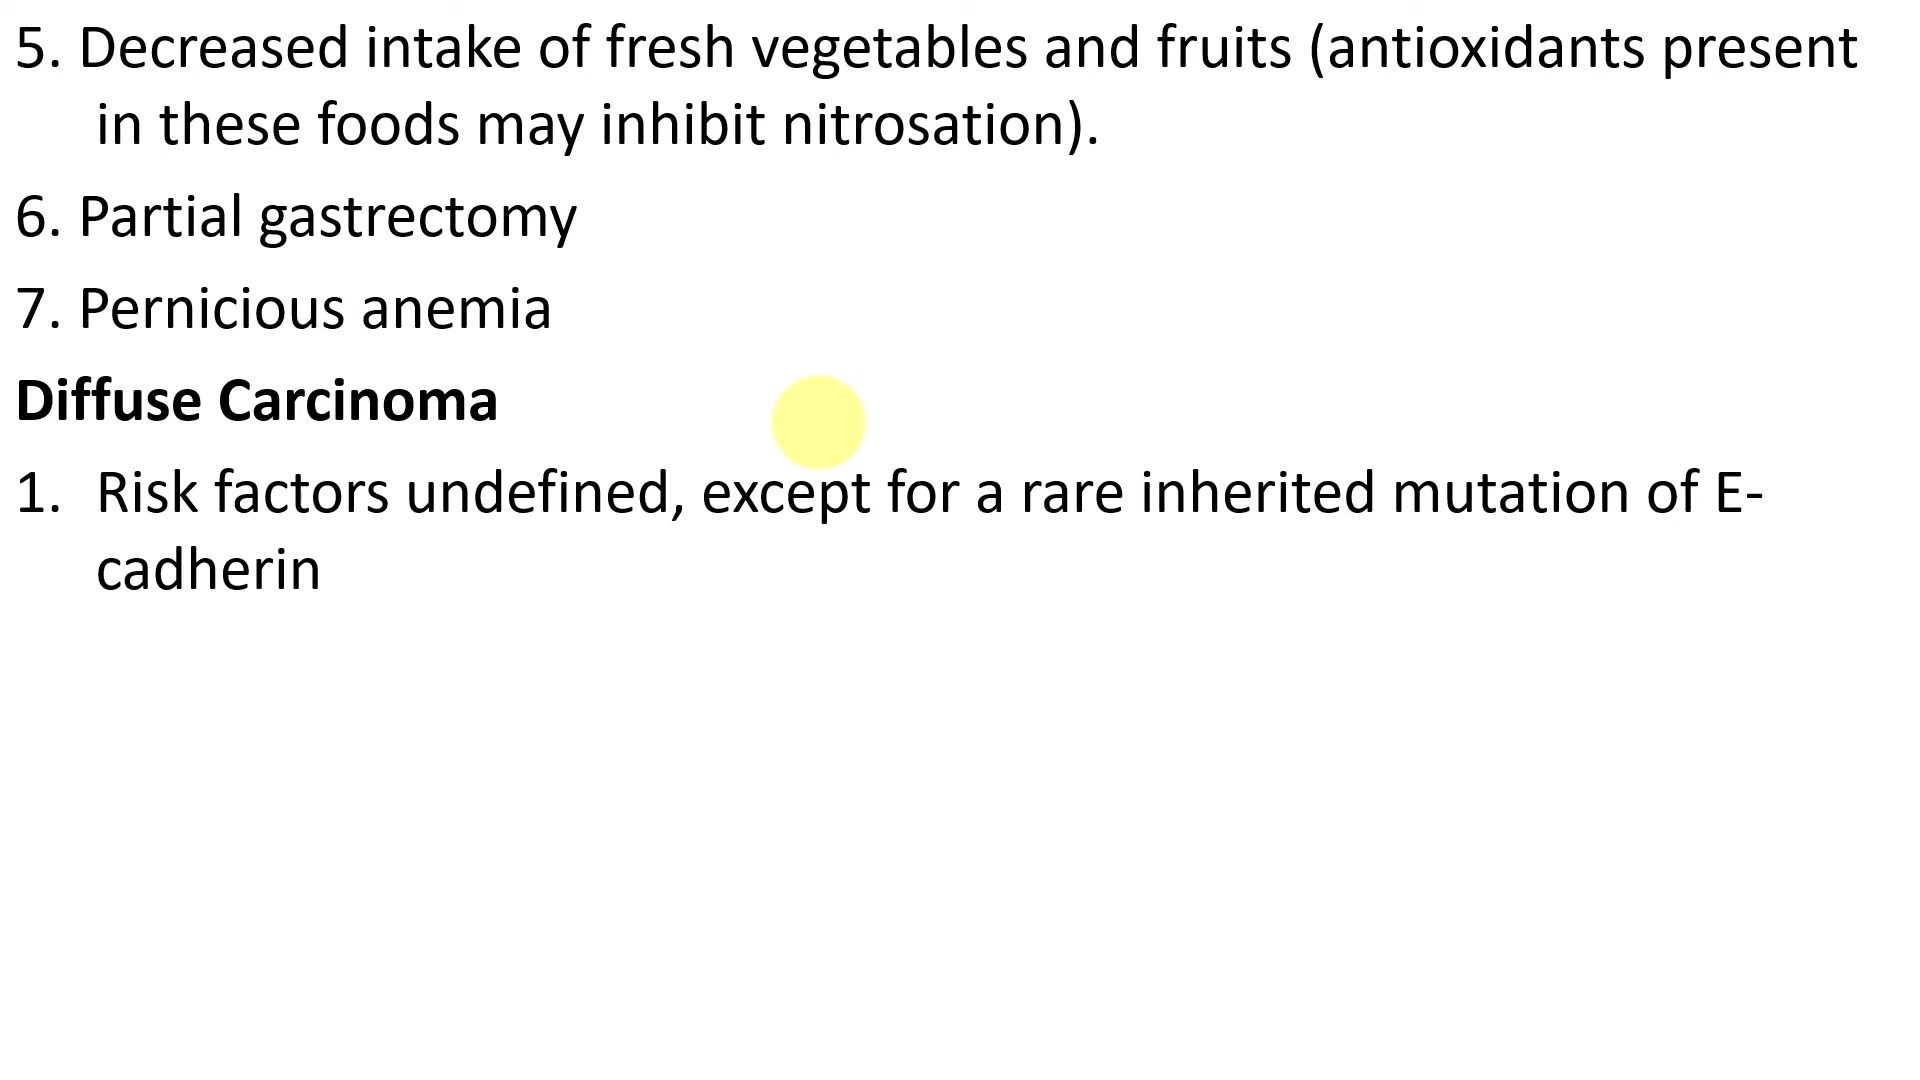 5. Decreased intake of fresh vegetables and fruits (antioxidants present
in these foods may inhibit nitrosation).
6. Partial gastrectomy
7. Pernicious anemia
Diffuse Carcinoma
1. Risk factors undefined, except for a rare inherited mutation of E-
cadherin